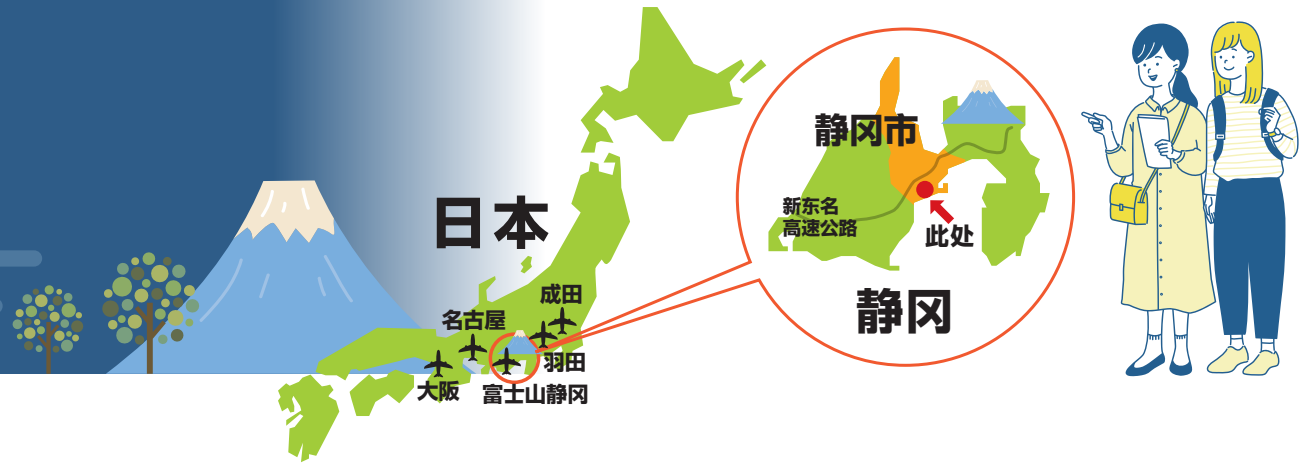 日本
成田
名古屋
羽田
大阪
富士山静冈
静冈市
新东名
高速公路
此处
静冈